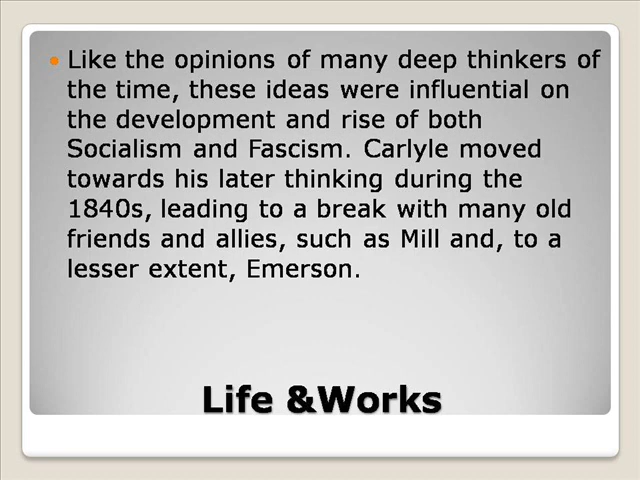 Like the opinions of many deep thinkers of
the time, these ideas were influential on
the development and rise of both
Socialism and Fascism. Carlyle moved
towards his later thinking during the
1840s, leading to a break with many old
friends and allies, such as Mill and, to a
lesser extent, Emerson.
Life &Works